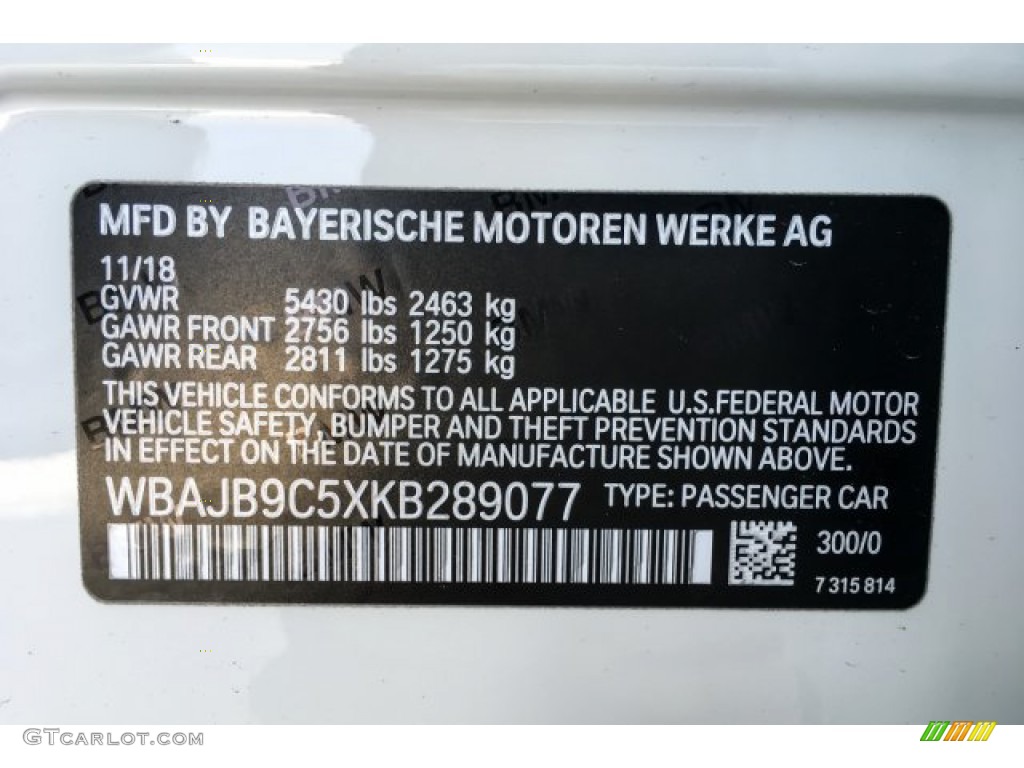 MFD BY BAYERISCHE MOTOREN WERKE AG
11/18
GVWR 5430 lbs 2463 kg
GAWR FRONT 2756 lbs 1250 kg
GAWR REAR 2811 lbs 1275 kg
THIS VEHICLE CONFORMS TO ALL APPLICABLE U.S.FEDERAL MOTOR
VEHICLE SAFETY, BUMPER AND THEFT PREVENTION STANDARDS
IN EFFECT ON THE DATE OF MANUFACTURE SHOWN ABOVE.
WBAJB9C5XKB289077 TYPE: PASSENGER CAR
300/0
7 315 814
GTCARLOT.COM